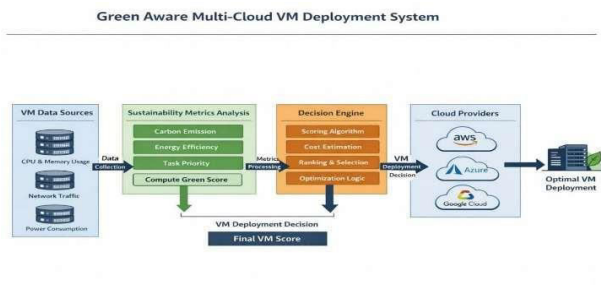 Green Aware Multi-Cloud VM Deployment System
VM Data Sources
CPU & Memory Usage
Network Traffic
Power Consumption
Data
Collection
Sustainability Metrics Analysis
Carbon Emission
Energy Efficiency
Task Priority
Compute Green Score
Metrics
Processing
Decision Engine
Scoring Algorithm
Cost Estimation
Ranking & Selection
Optimization Logic
VM
Deployment
Decision
Cloud Providers
aws
Azure
Google Cloud
Optimal VM
Deployment
VM Deployment Decision
Final VM Score